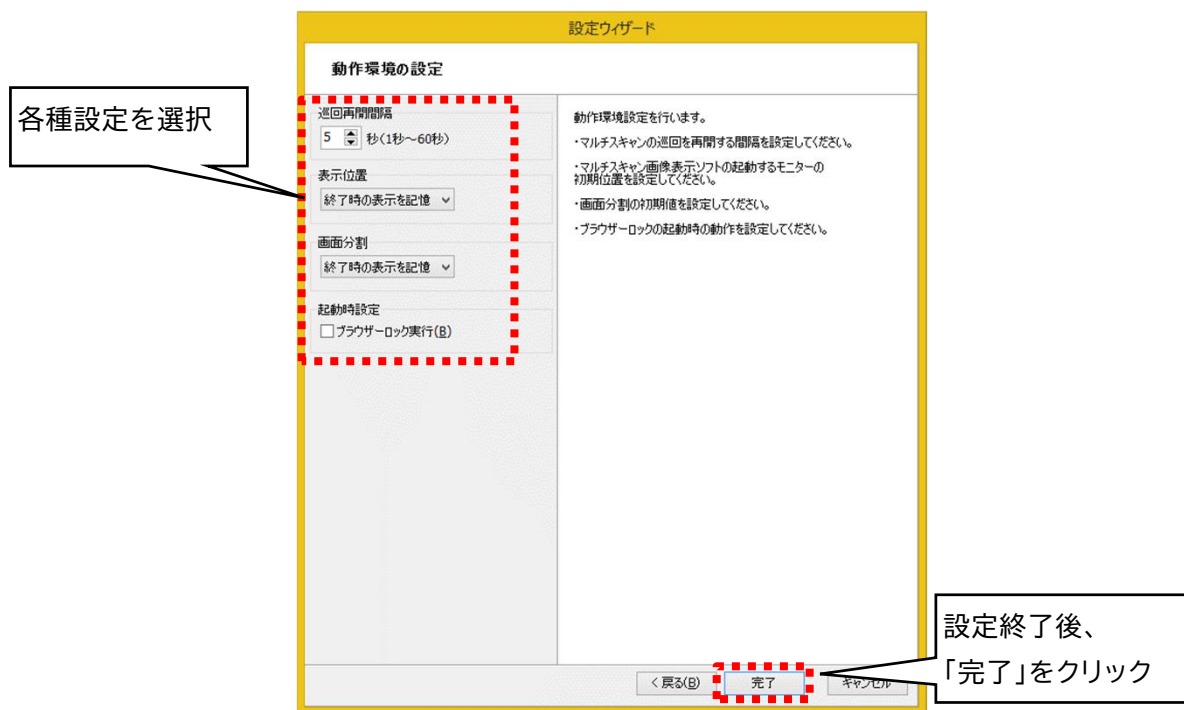 設定ウィザード
動作環境の設定
各種設定を選択
巡回再開間隔
5 秒(1秒～60秒)
表示位置
終了時の表示を記憶
画面分割
終了時の表示を記憶
起動時設定
ブラウザーロック実行(B)
動作環境設定を行います。
・マルチスキャンの巡回を再開する間隔を設定してください。
・マルチスキャン画像表示ソフトの起動するモニターの
初期位置を設定してください。
・画面分割の初期値を設定してください。
・ブラウザーロックの起動時の動作を設定してください。
設定終了後、
「完了」をクリック
< 戻る(B)
完了
キャンセル